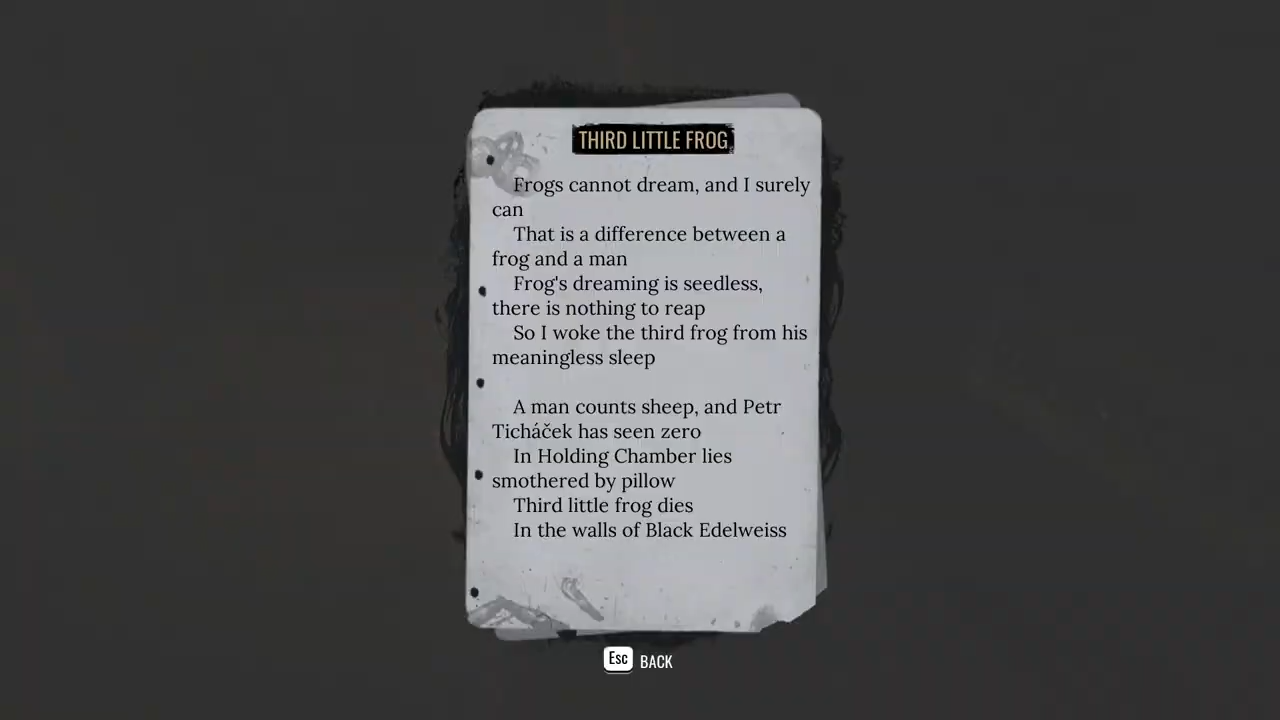 THIRD LITTLE FROG
Frogs cannot dream, and I surely
can
That is a difference between a
frog and a man
Frog's dreaming is seedless,
there is nothing to reap
So I woke the third frog from his
meaningless sleep
A man counts sheep, and Petr
Ticháček has seen zero
In Holding Chamber lies
smothered by pillow
Third little frog dies
In the walls of Black Edelweiss
Esc BACK